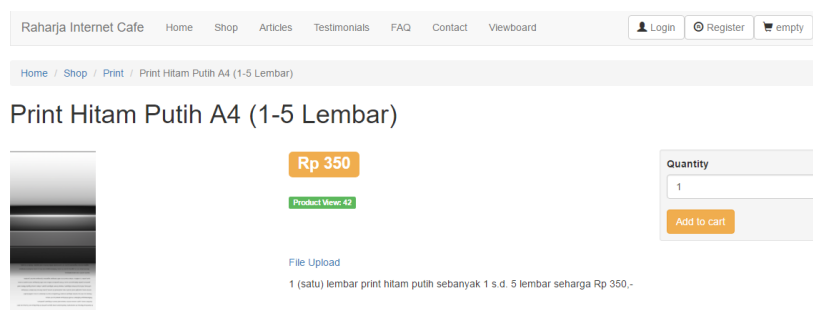 Raharja Internet Cafe Home Shop Articles Testimonials FAQ Contact Viewboard Login Register empty
Home / Shop / Print / Print Hitam Putih A4 (1-5 Lembar)
Print Hitam Putih A4 (1-5 Lembar)
Rp 350
Product View: 42
File Upload
1 (satu) lembar print hitam putih sebanyak 1 s.d. 5 lembar seharga Rp 350,-
Quantity
1
Add to cart